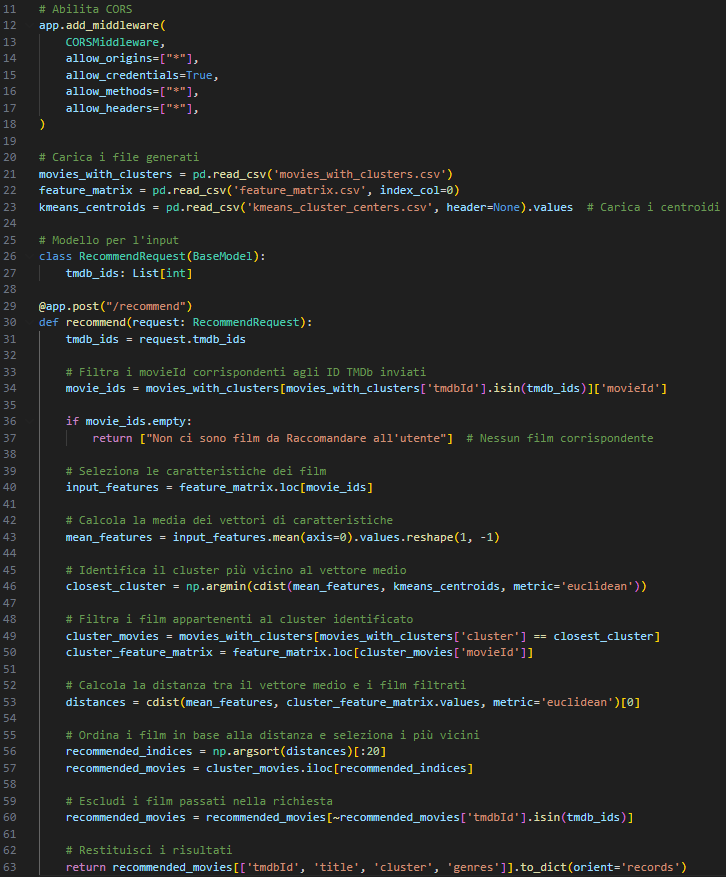 11 # Abilita CORS
12 app.add_middleware(
13     CORSMiddleware,
14     allow_origins=["*"],
15     allow_credentials=True,
16     allow_methods=["*"],
17     allow_headers=["*"],
18 )
19
20 # Carica i file generati
21 movies_with_clusters = pd.read_csv('movies_with_clusters.csv')
22 feature_matrix = pd.read_csv('feature_matrix.csv', index_col=0)
23 kmeans_centroids = pd.read_csv('kmeans_cluster_centers.csv', header=None).values  # Carica i centroidi
24
25 # Modello per l'input
26 class RecommendRequest(BaseModel):
27     tmdb_ids: List[int]
28
29 @app.post("/recommend")
30 def recommend(request: RecommendRequest):
31     tmdb_ids = request.tmdb_ids
32
33     # Filtra i movieId corrispondenti agli ID TMDb inviati
34     movie_ids = movies_with_clusters[movies_with_clusters['tmdbId'].isin(tmdb_ids)]['movieId']
35
36     if movie_ids.empty:
37         return ["Non ci sono film da Raccomandare all'utente"]  # Nessun film corrispondente
38
39     # Seleziona le caratteristiche dei film
40     input_features = feature_matrix.loc[movie_ids]
41
42     # Calcola la media dei vettori di caratteristiche
43     mean_features = input_features.mean(axis=0).values.reshape(1, -1)
44
45     # Identifica il cluster più vicino al vettore medio
46     closest_cluster = np.argmin(cdist(mean_features, kmeans_centroids, metric='euclidean'))
47
48     # Filtra i film appartenenti al cluster identificato
49     cluster_movies = movies_with_clusters[movies_with_clusters['cluster'] == closest_cluster]
50     cluster_feature_matrix = feature_matrix.loc[cluster_movies['movieId']]
51
52     # Calcola la distanza tra il vettore medio e i film filtrati
53     distances = cdist(mean_features, cluster_feature_matrix.values, metric='euclidean')[0]
54
55     # Ordina i film in base alla distanza e seleziona i più vicini
56     recommended_indices = np.argsort(distances)[:20]
57     recommended_movies = cluster_movies.iloc[recommended_indices]
58
59     # Escludi i film passati nella richiesta
60     recommended_movies = recommended_movies[~recommended_movies['tmdbId'].isin(tmdb_ids)]
61
62     # Restituisci i risultati
63     return recommended_movies[['tmdbId', 'title', 'cluster', 'genres']].to_dict(orient='records')